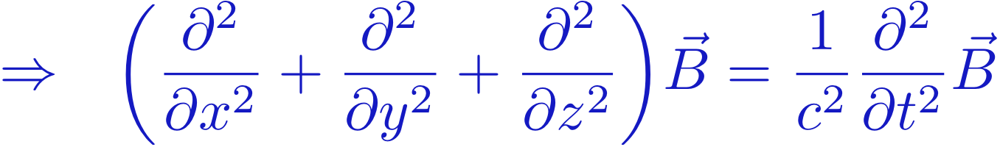 ⇒ (∂²/∂x² + ∂²/∂y² + ∂²/∂z²) B⃗ = 1/c² ∂²/∂t² B⃗